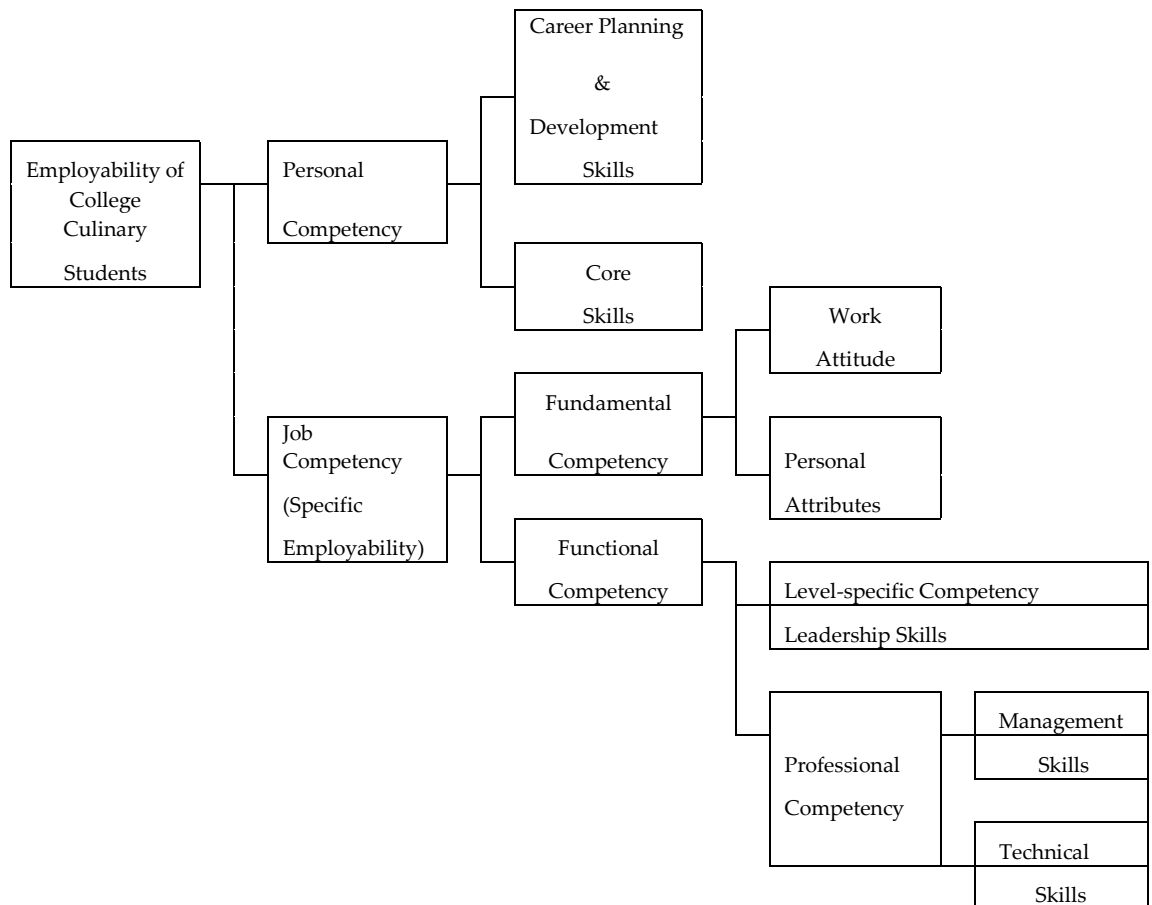 Career Planning
&
Development
Skills
Employability of
College
Culinary
Students
Personal
Competency
Core
Skills
Work
Attitude
Fundamental
Competency
Job
Competency
(Specific
Employability)
Personal
Attributes
Functional
Competency
Level-specific Competency
Leadership Skills
Professional
Competency
Management
Skills
Technical
Skills